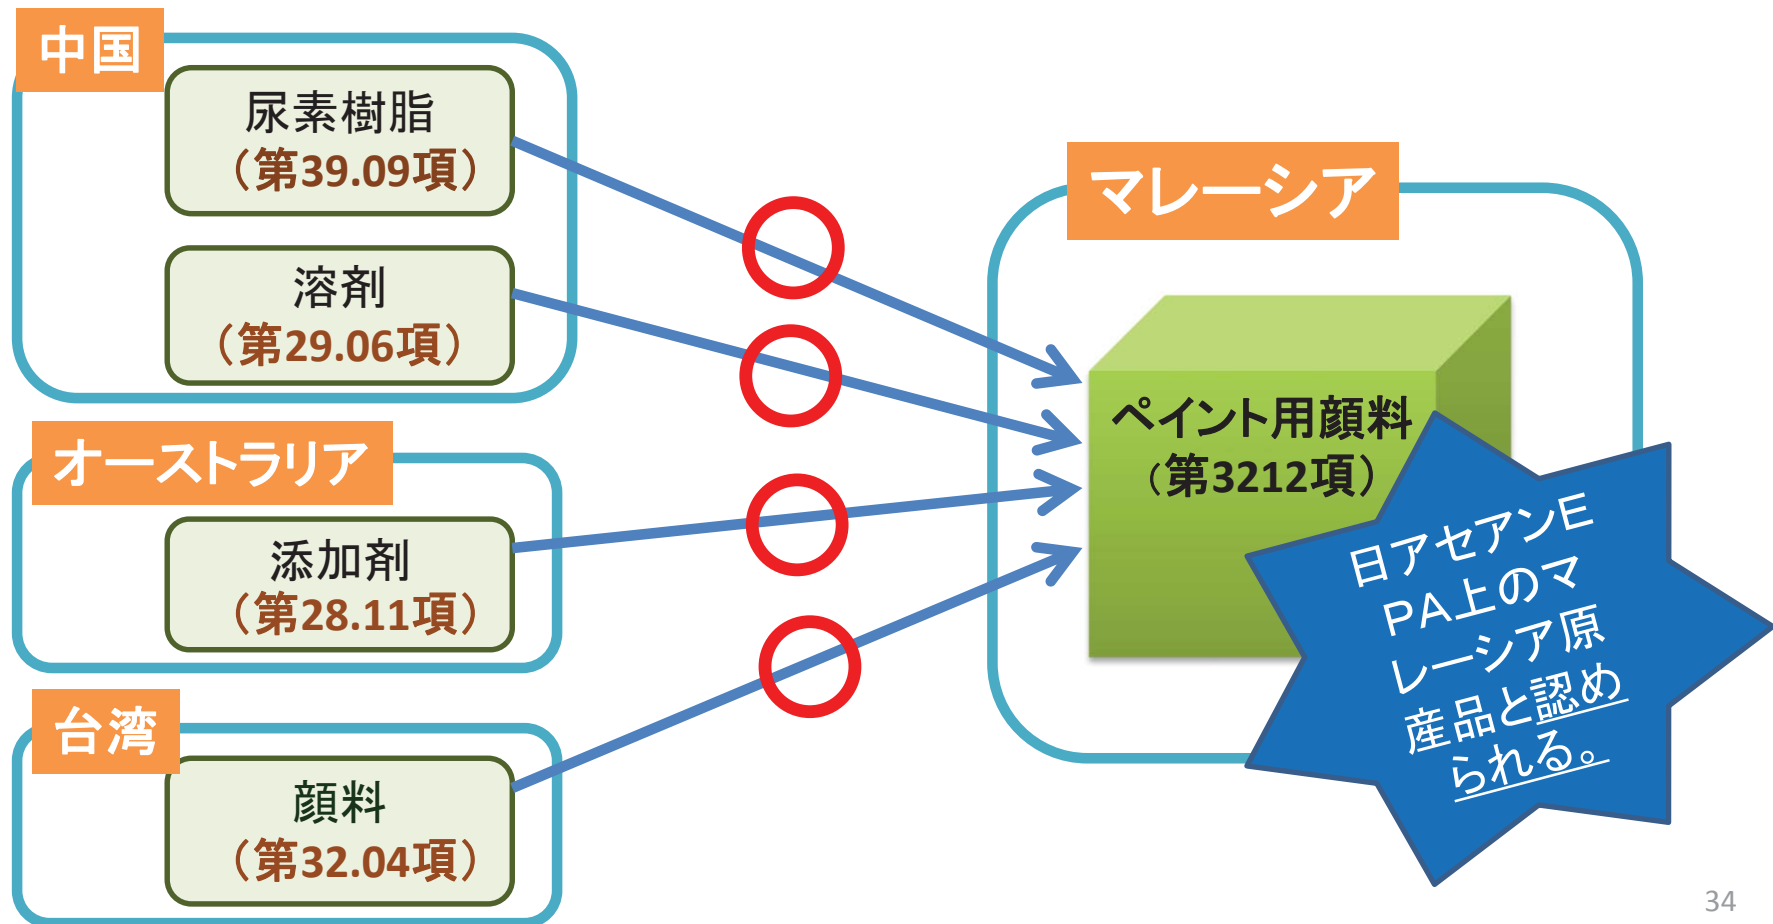 中国
尿素樹脂
（第39.09項）
溶剤
（第29.06項）
オーストラリア
添加剤
（第28.11項）
台湾
顔料
（第32.04項）
マレーシア
ペイント用顔料
（第3212項）
日アセアンE
PA上のマ
レーシア原
産品と認め
られる。
34